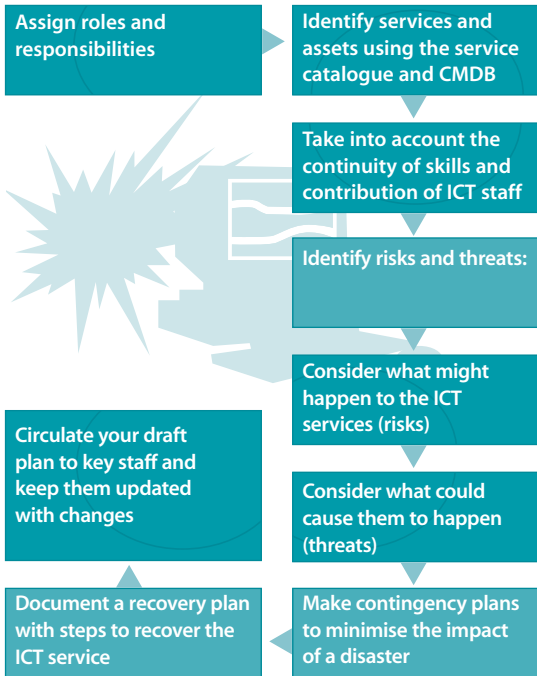 Assign roles and
responsibilities
Identify services and
assets using the service
catalogue and CMDB
Take into account the
continuity of skills and
contribution of ICT staff
Identify risks and threats:
Consider what might
happen to the ICT
services (risks)
Consider what could
cause them to happen
(threats)
Make contingency plans
to minimise the impact
of a disaster
Document a recovery plan
with steps to recover the
ICT service
Circulate your draft
plan to key staff and
keep them updated
with changes